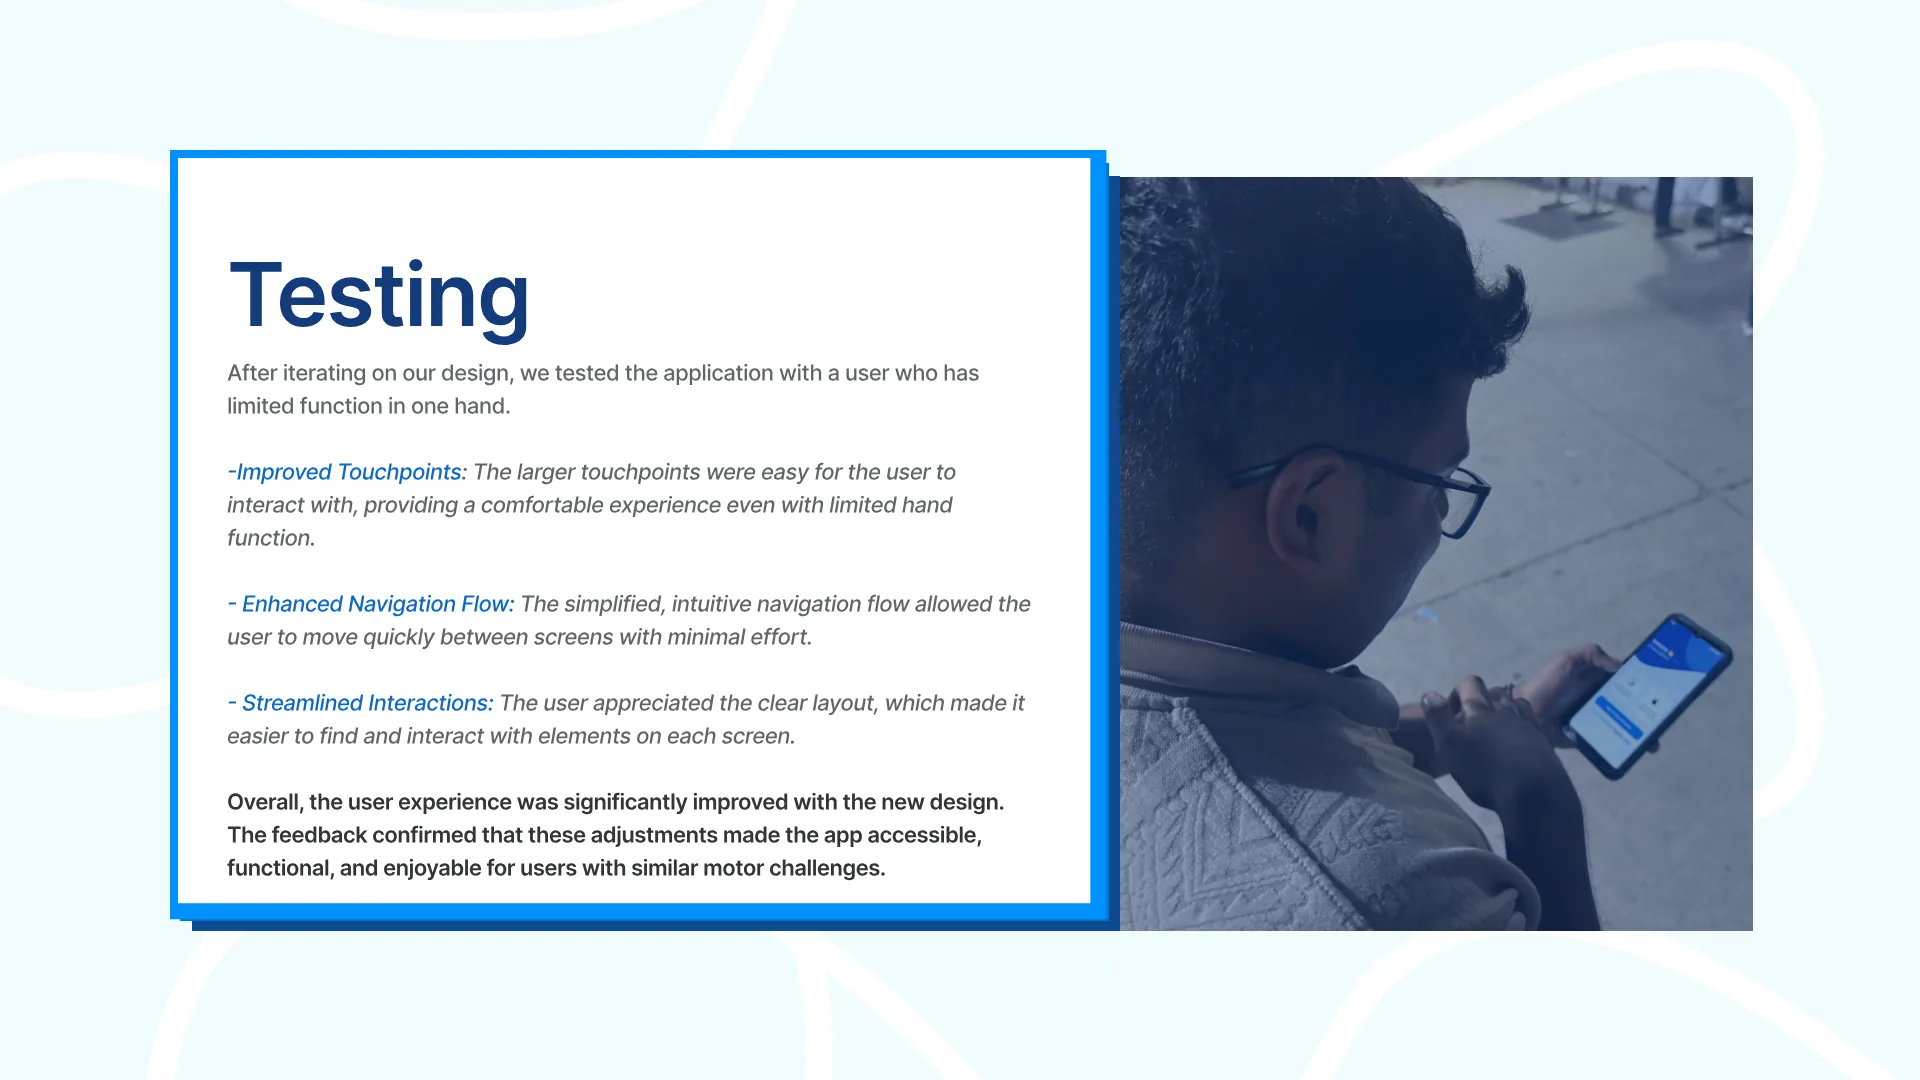 Testing
After iterating on our design, we tested the application with a user who has
limited function in one hand.
-Improved Touchpoints: The larger touchpoints were easy for the user to
interact with, providing a comfortable experience even with limited hand
function.
- Enhanced Navigation Flow: The simplified, intuitive navigation flow allowed the
user to move quickly between screens with minimal effort.
- Streamlined Interactions: The user appreciated the clear layout, which made it
easier to find and interact with elements on each screen.
Overall, the user experience was significantly improved with the new design.
The feedback confirmed that these adjustments made the app accessible,
functional, and enjoyable for users with similar motor challenges.